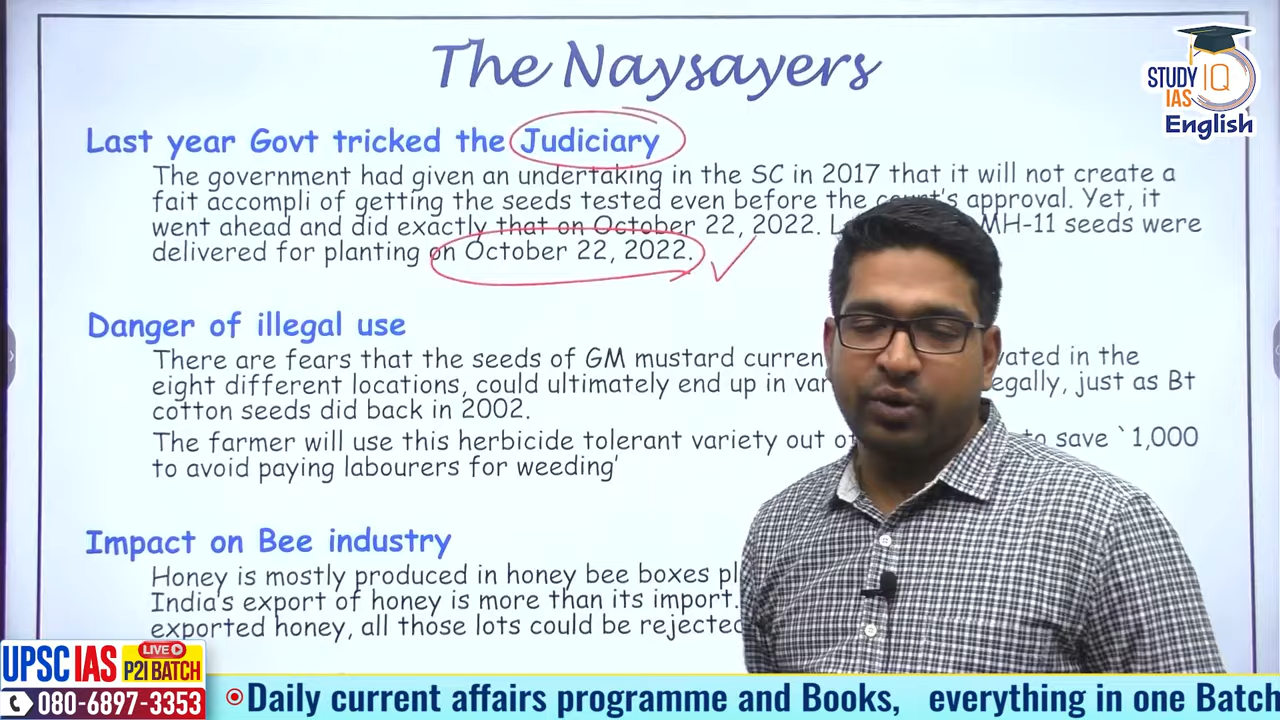 The Naysayers
STUDY IQ
IAS
English
Last year Govt tricked the Judiciary
The government had given an undertaking in the SC in 2017 that it will not create a
fait accompli of getting the seeds tested even before the court's approval. Yet, it
went ahead and did exactly that on October 22, 2022. MH-11 seeds were
delivered for planting on October 22, 2022.
Danger of illegal use
There are fears that the seeds of GM mustard in the
eight different locations, could ultimately end up in just as Bt
cotton seeds did back in 2002.
The farmer will use this herbicide tolerant variety out to save `1,000
to avoid paying labourers for weeding'
Impact on Bee industry
Honey is mostly produced in honey bee boxes
India's export of honey is more than its import.
exported honey, all those lots could be rejected
UPSC IAS LIVE P2I BATCH
080-6897-3353
Daily current affairs programme and Books, everything in one Batch